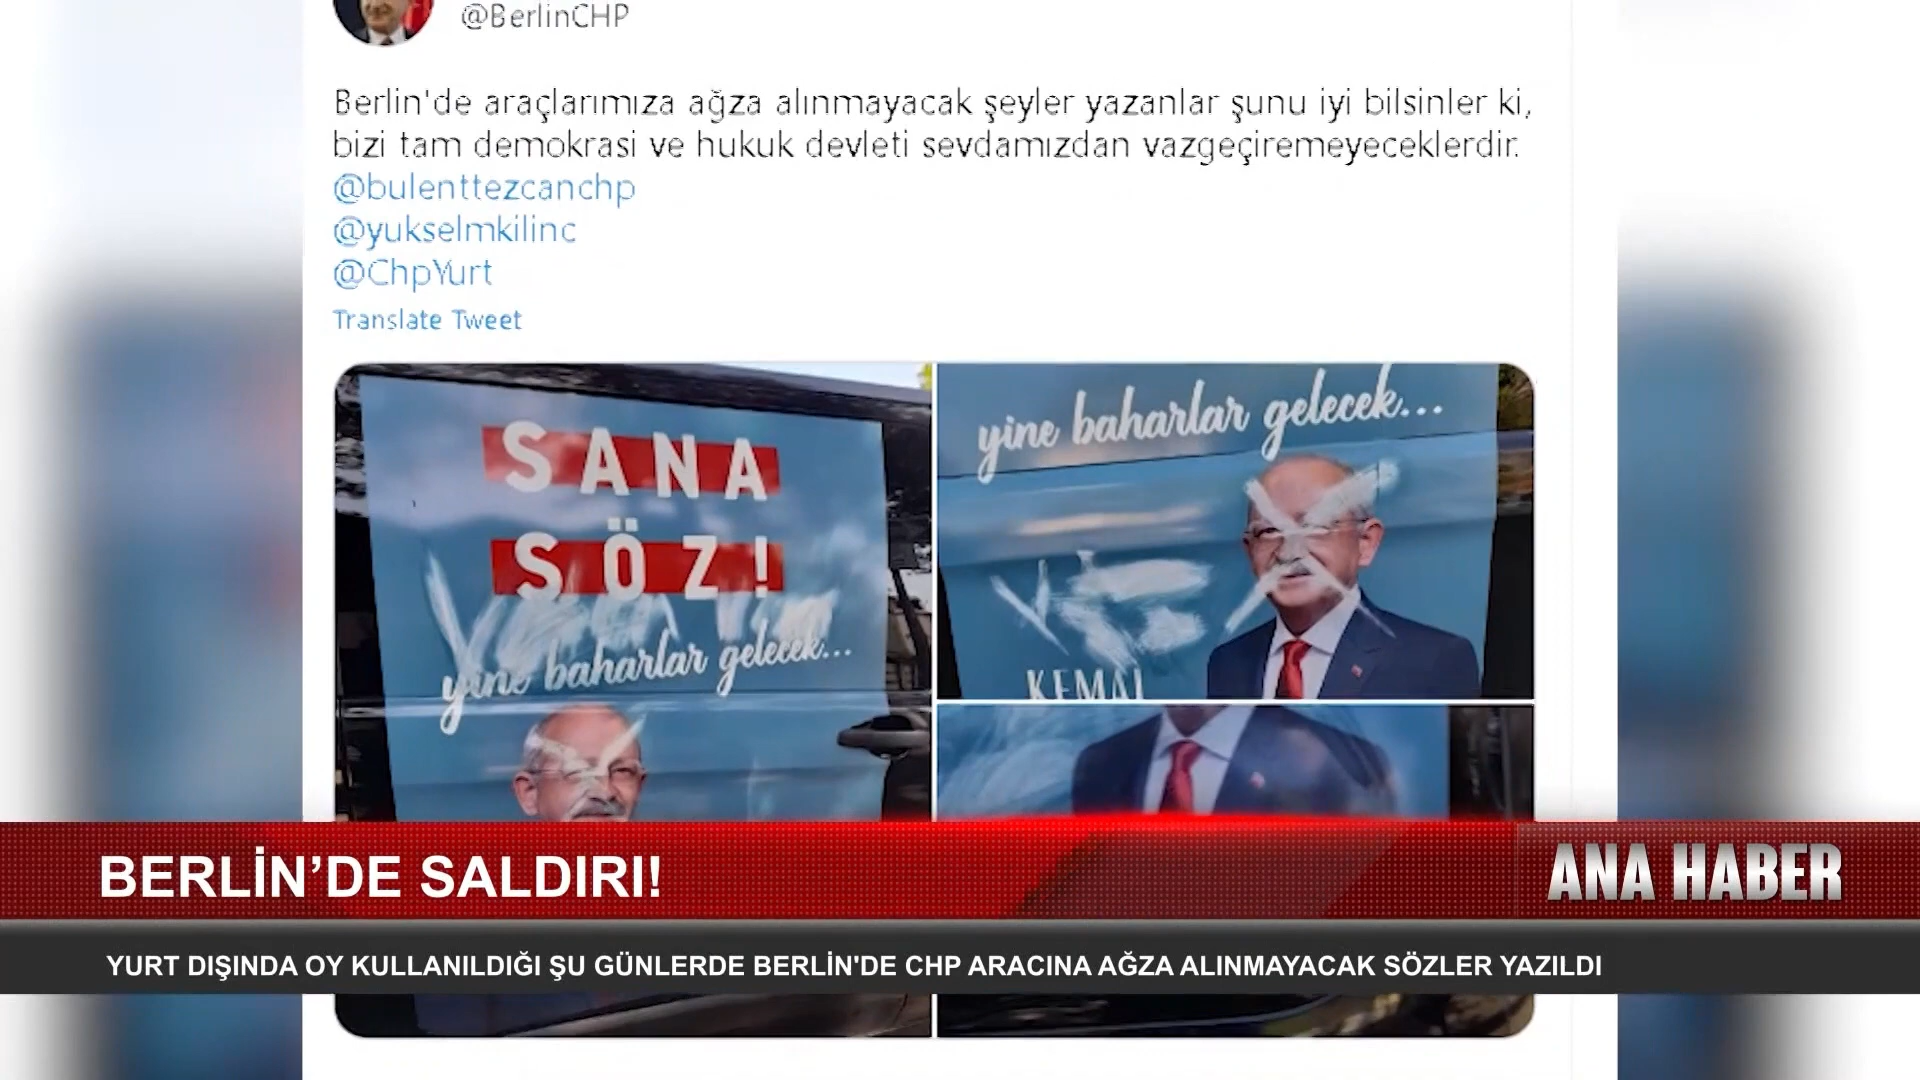 @BerlinCHP
Berlin'de araçlarımıza ağza alınmayacak şeyler yazanlar şunu iyi bilsinler ki,
bizi tam demokrasi ve hukuk devleti sevdamızdan vazgeçiremeyeceklerdir.
@bulenttezcanchp
@yukselmkilinc
@ChpYurt
Translate Tweet
SANA
SÖZ!
yine baharlar gelecek...
yine baharlar gelecek...
KEMAL
BERLİN’DE SALDIRI!
ANA HABER
YURT DIŞINDA OY KULLANILDIĞI ŞU GÜNLERDE BERLİN'DE CHP ARACINA AĞZA ALINMAYACAK SÖZLER YAZILDI